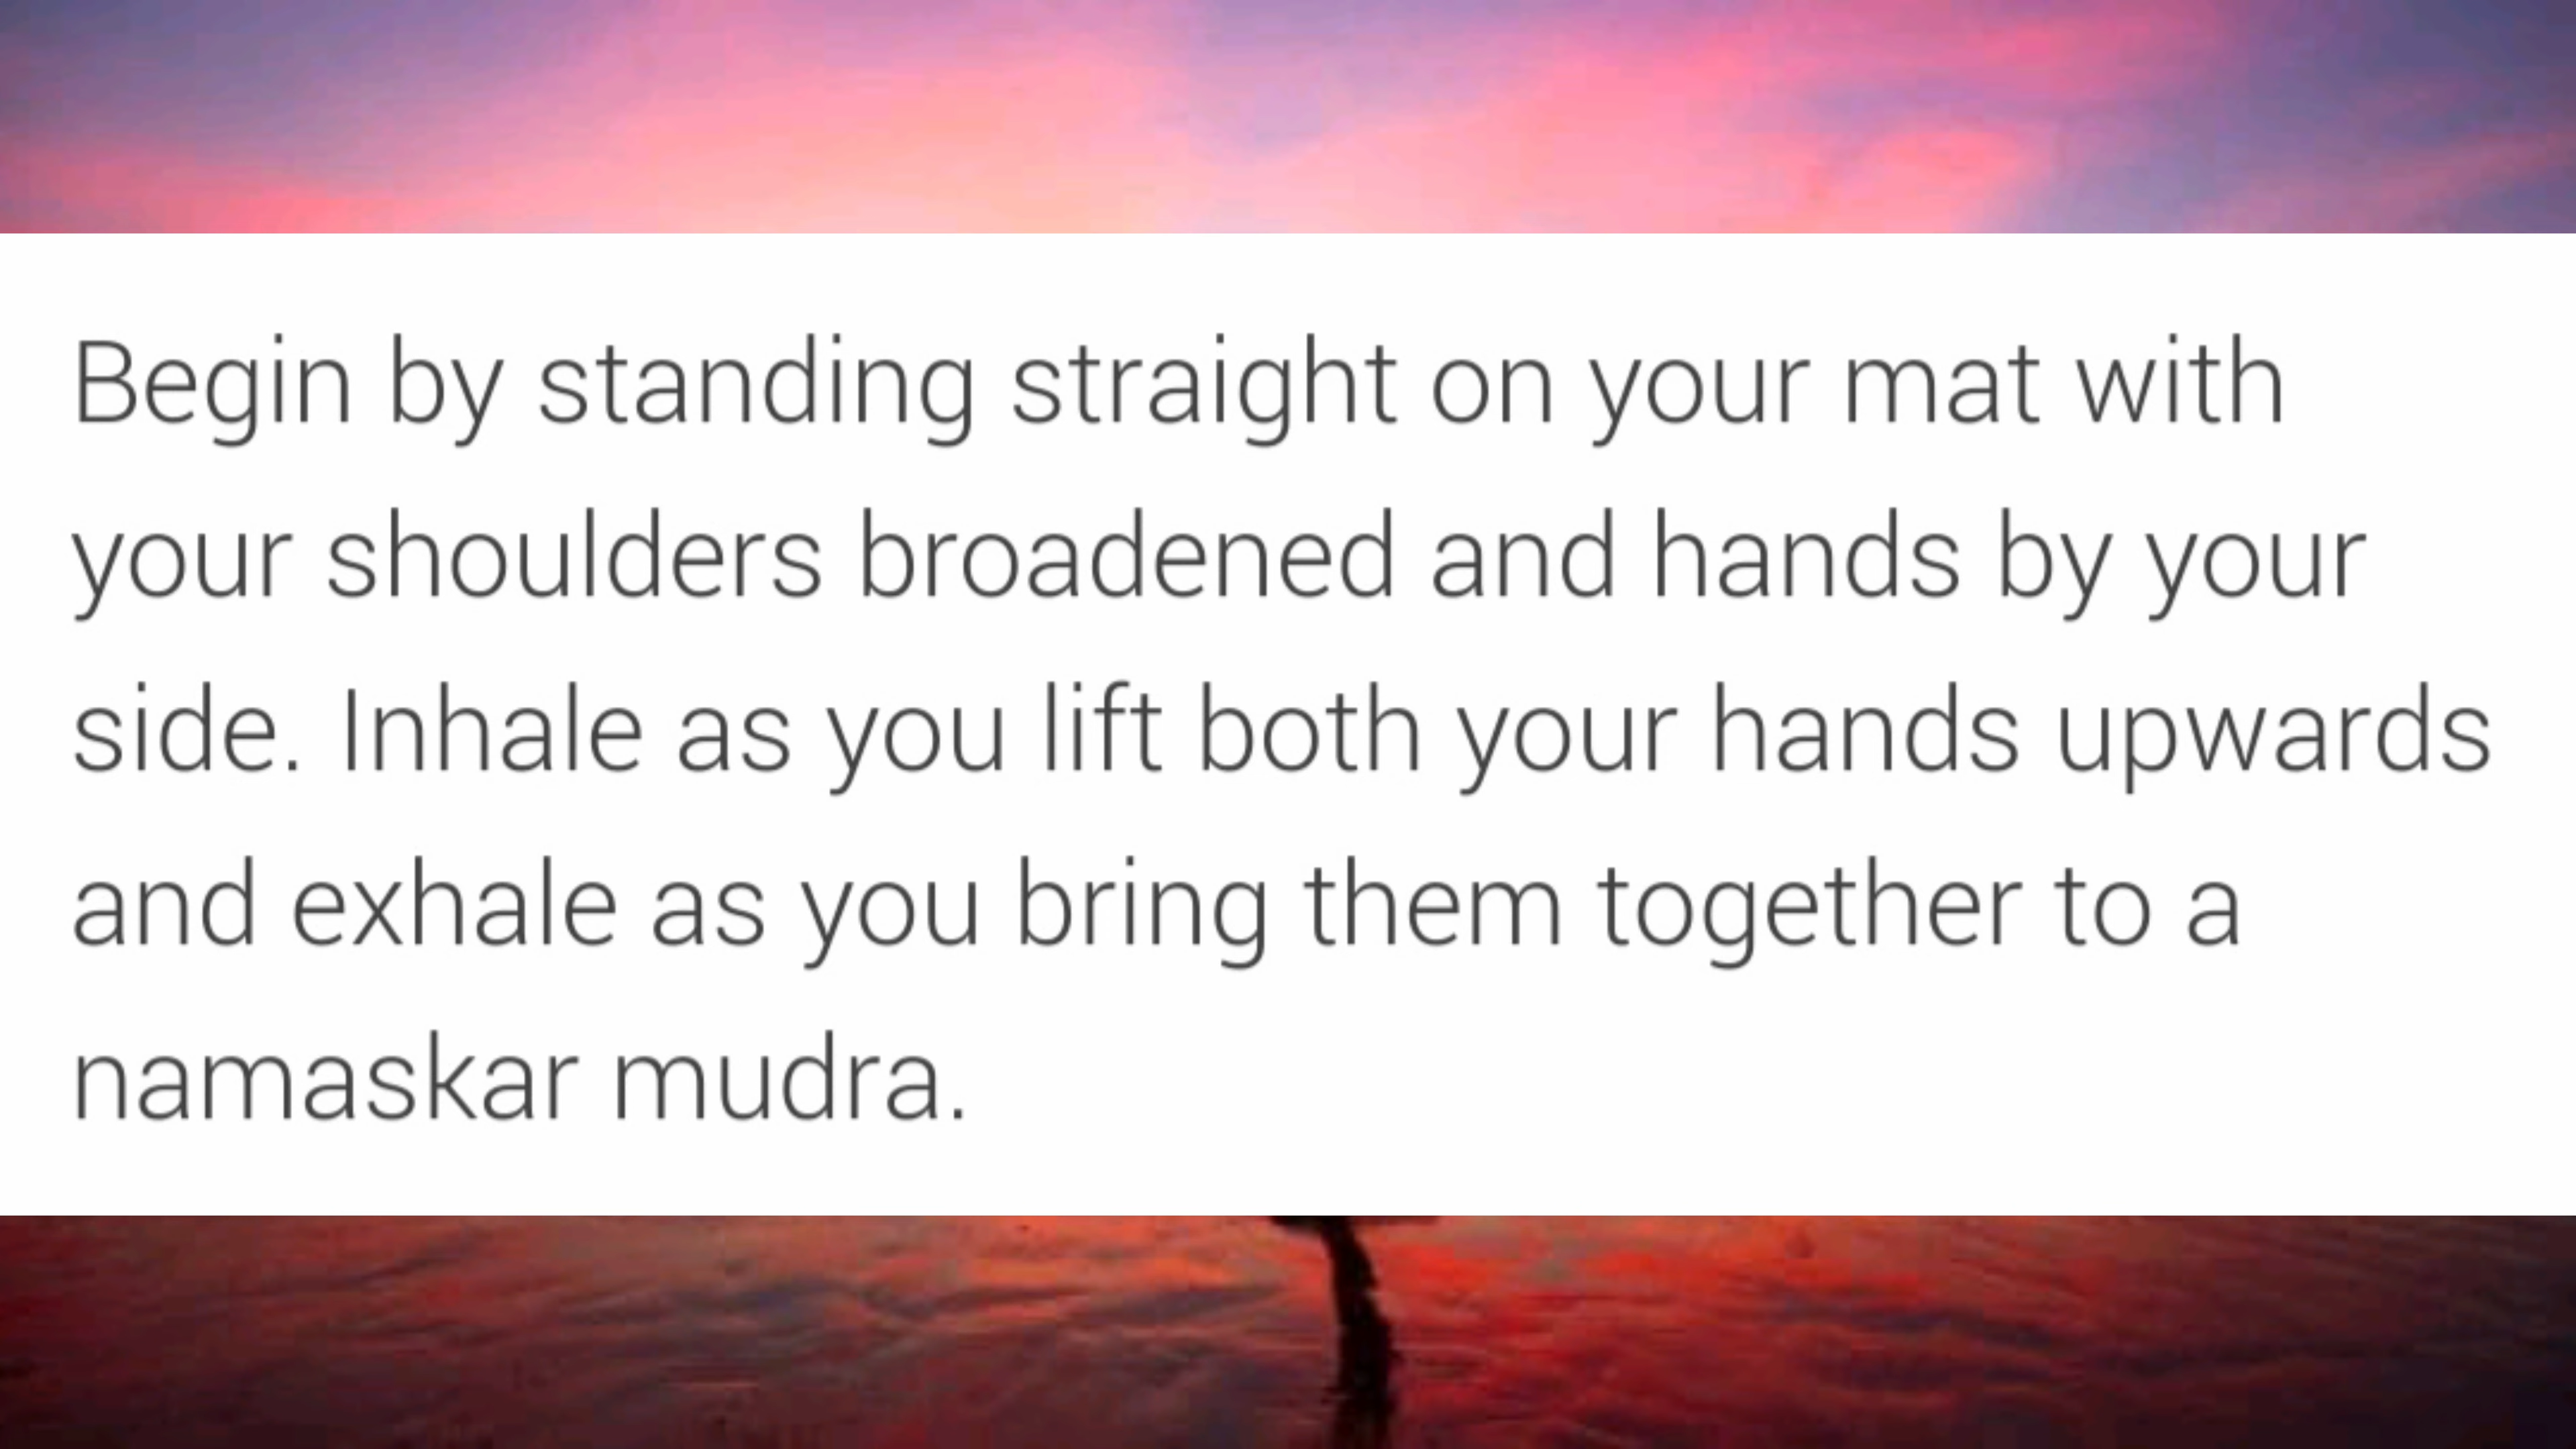 Begin by standing straight on your mat with
your shoulders broadened and hands by your
side. Inhale as you lift both your hands upwards
and exhale as you bring them together to a
namaskar mudra.